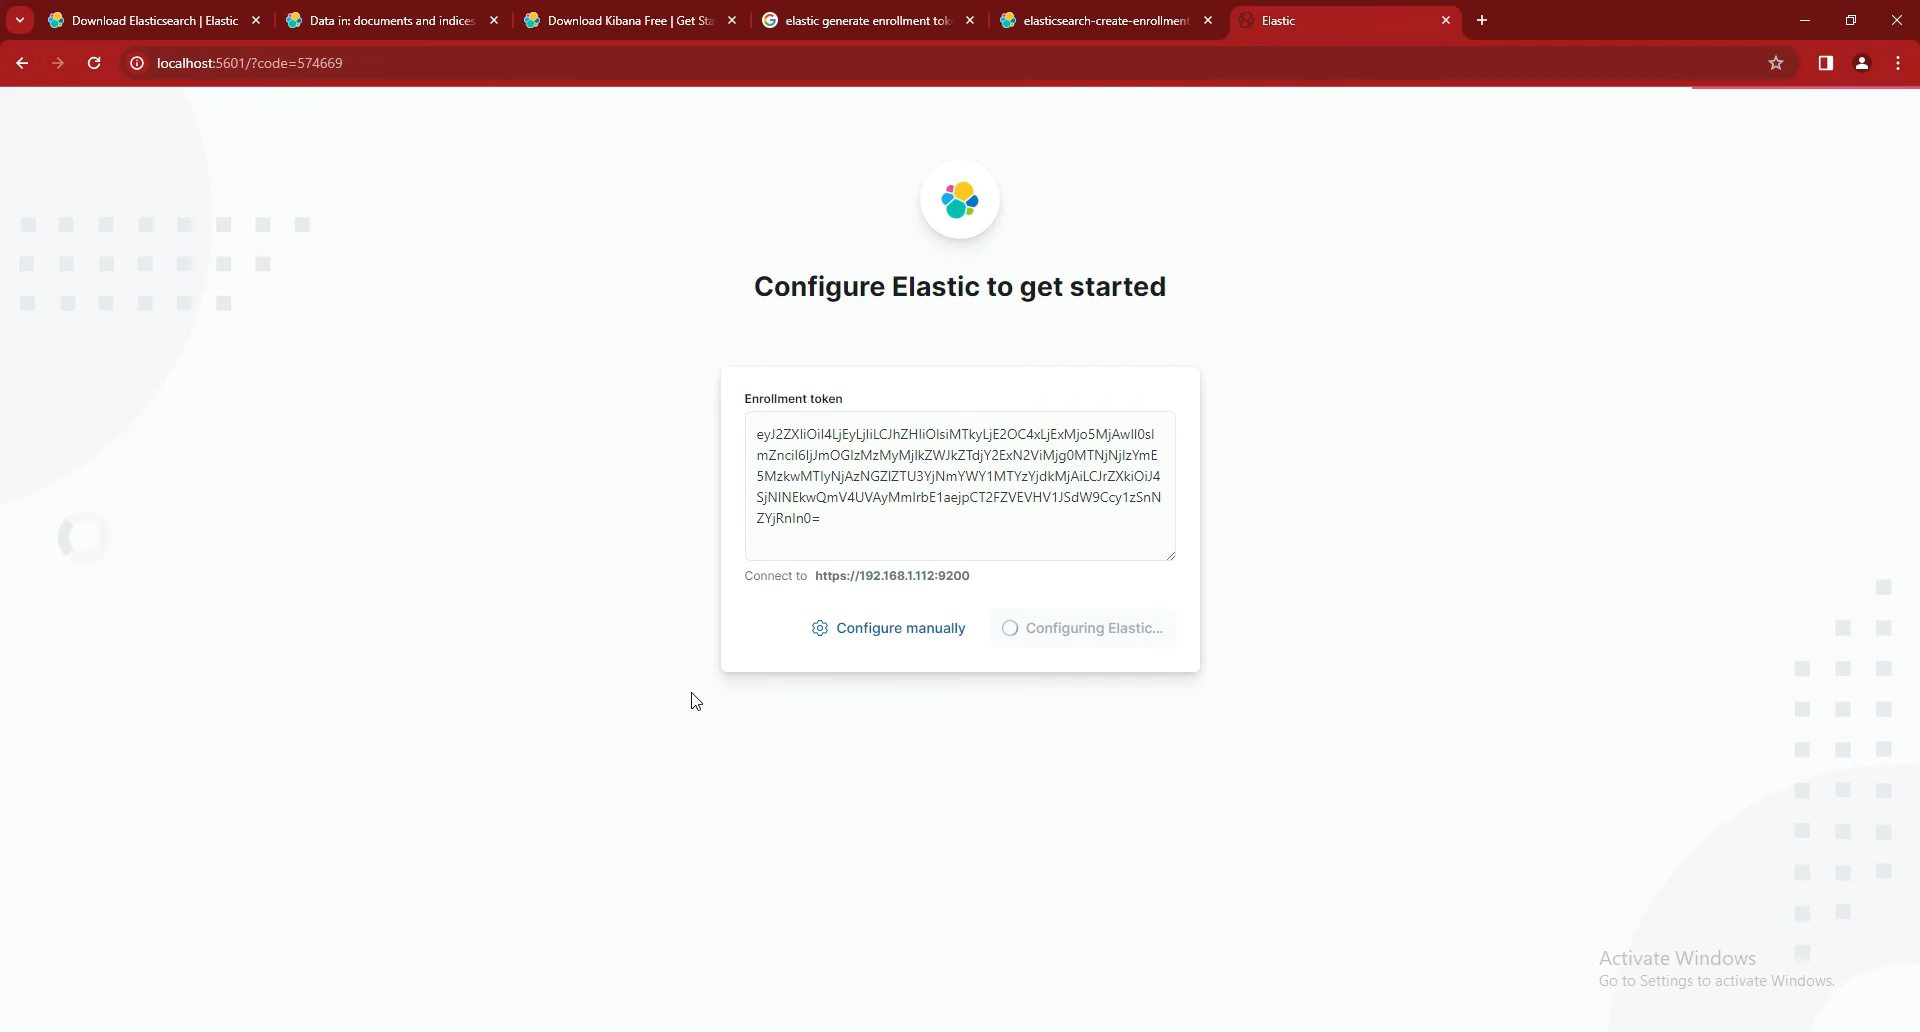 Download Elasticsearch | Elastic
Data in: documents and indices
Download Kibana Free | Get Sta
elastic generate enrollment tok
elasticsearch-create-enrollment
Elastic
localhost:5601/?code=574669
Configure Elastic to get started
Enrollment token
eyJ2ZXIiOiI4LjEyLjIiLCJhZHIiOlsiMTkyLjE2OC4xLjExMjo5MjAwIl0sI
mZnciI6IjJmOGIzMzMyMjlkZWJkZTdjY2ExN2ViMjg0MTNjNjIzYmE
5MzkwMTIyNjAzNGZIZTU3YjNmYWY1MTYzYjdkMjAiLCJrZXkiOiJ4
SjNINEkwQmV4UVAyMmlrbE1aejpCT2FZVEVHV1JSdW9Ccy1zSnN
ZYjRnIn0=
Connect to https://192.168.1.112:9200
Configure manually
Configuring Elastic...
Activate Windows
Go to Settings to activate Windows.